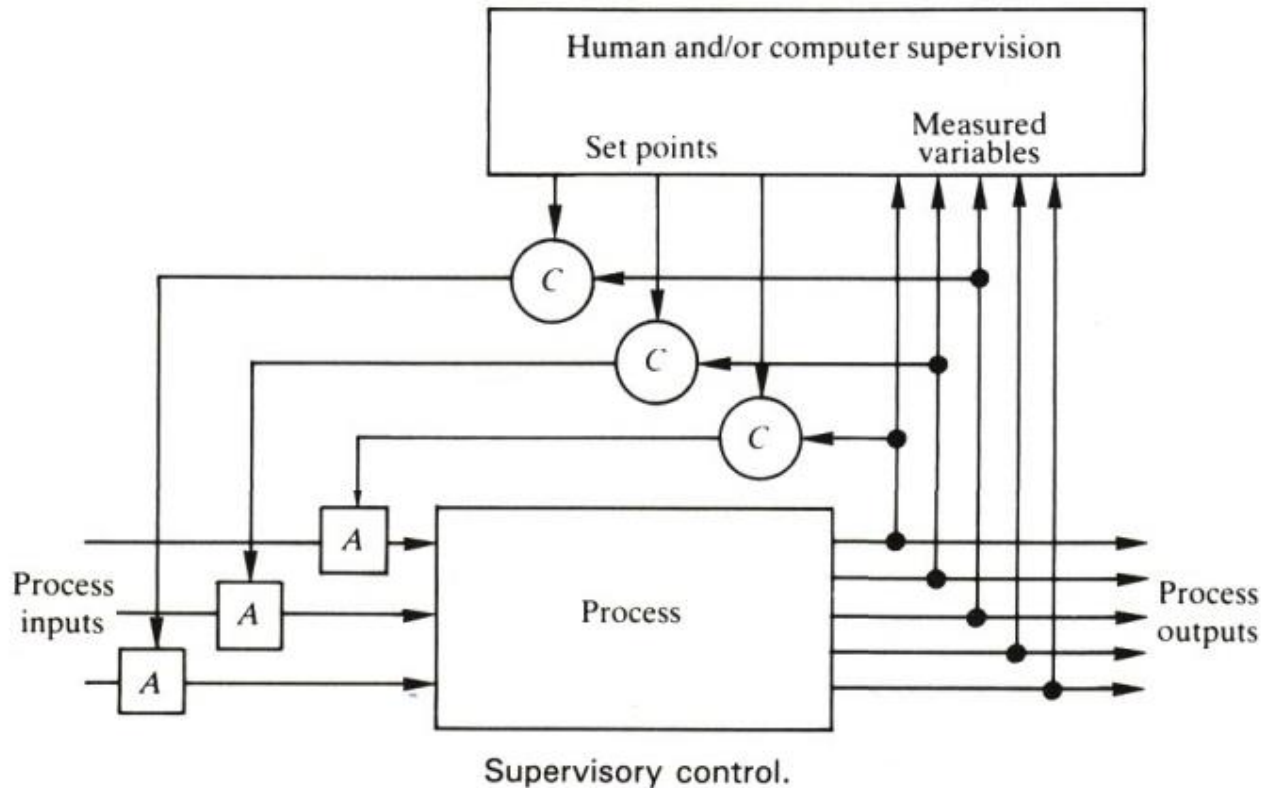 Human and/or computer supervision
Set points
Measured
variables
C
C
C
A
A
A
Process
inputs
Process
Process
outputs
Supervisory control.